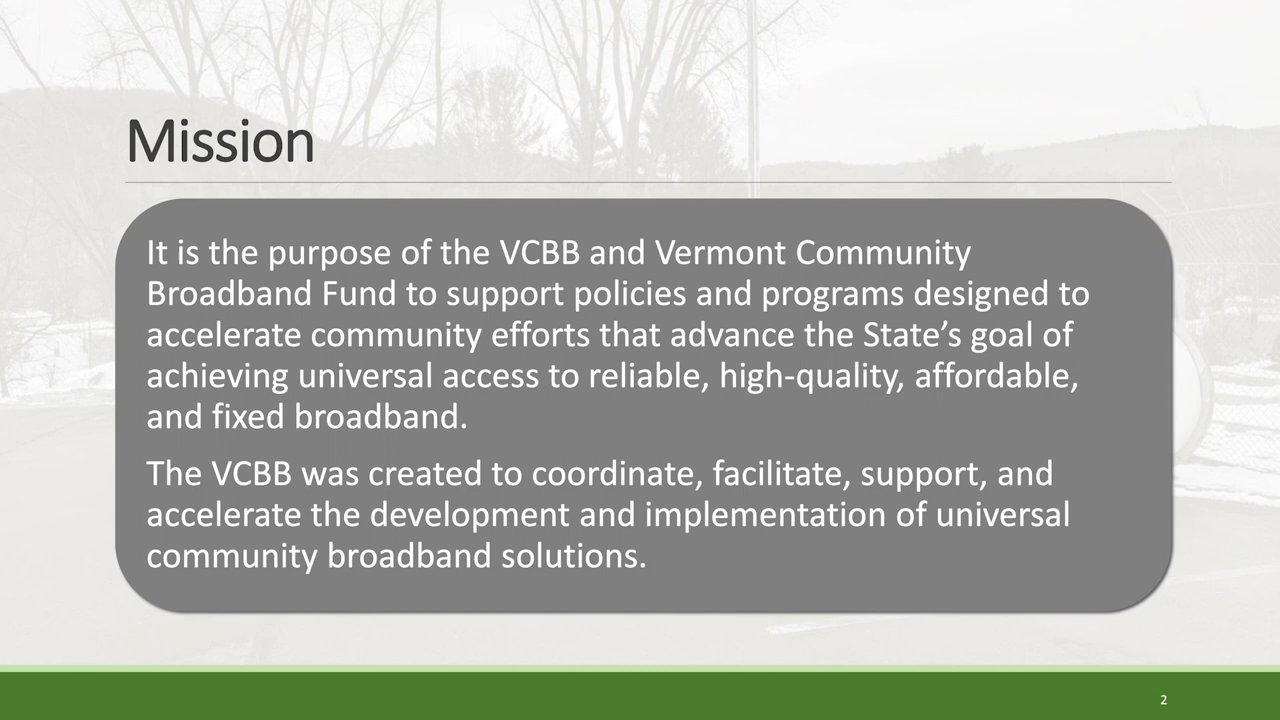 Mission
It is the purpose of the VCBB and Vermont Community
Broadband Fund to support policies and programs designed to
accelerate community efforts that advance the State’s goal of
achieving universal access to reliable, high-quality, affordable,
and fixed broadband.
The VCBB was created to coordinate, facilitate, support, and
accelerate the development and implementation of universal
community broadband solutions.
2